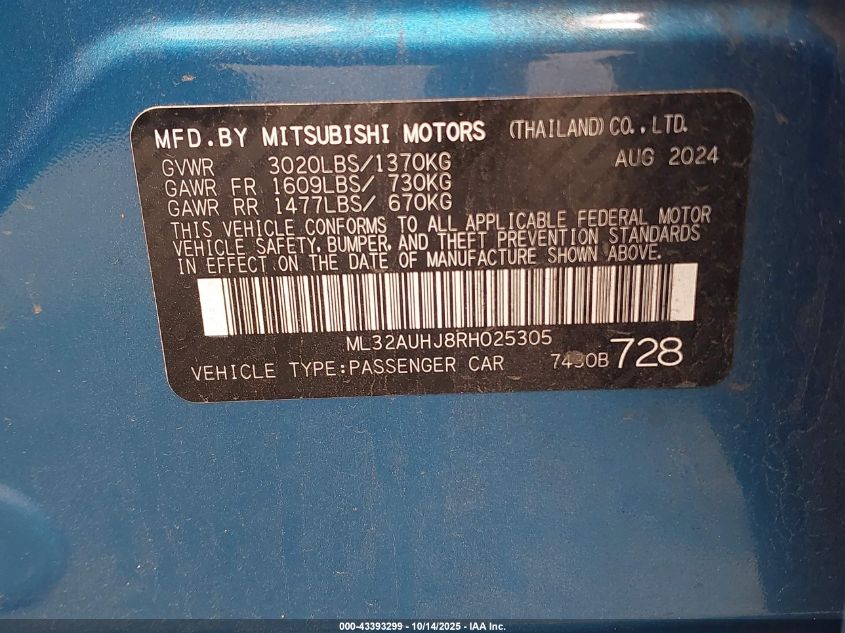 MFD.BY MITSUBISHI MOTORS (THAILAND) CO., LTD.
GVWR 3020LBS/1370KG AUG 2024
GAWR FR 1609LBS/ 730KG
GAWR RR 1477LBS/ 670KG
THIS VEHICLE CONFORMS TO ALL APPLICABLE FEDERAL MOTOR
VEHICLE SAFETY, BUMPER, AND THEFT PREVENTION STANDARDS
IN EFFECT ON THE DATE OF MANUFACTURE SHOWN ABOVE.
ML32AUHJ8RH025305
VEHICLE TYPE:PASSENGER CAR 728
000-43393299 - 10/14/2025 - IAA Inc.